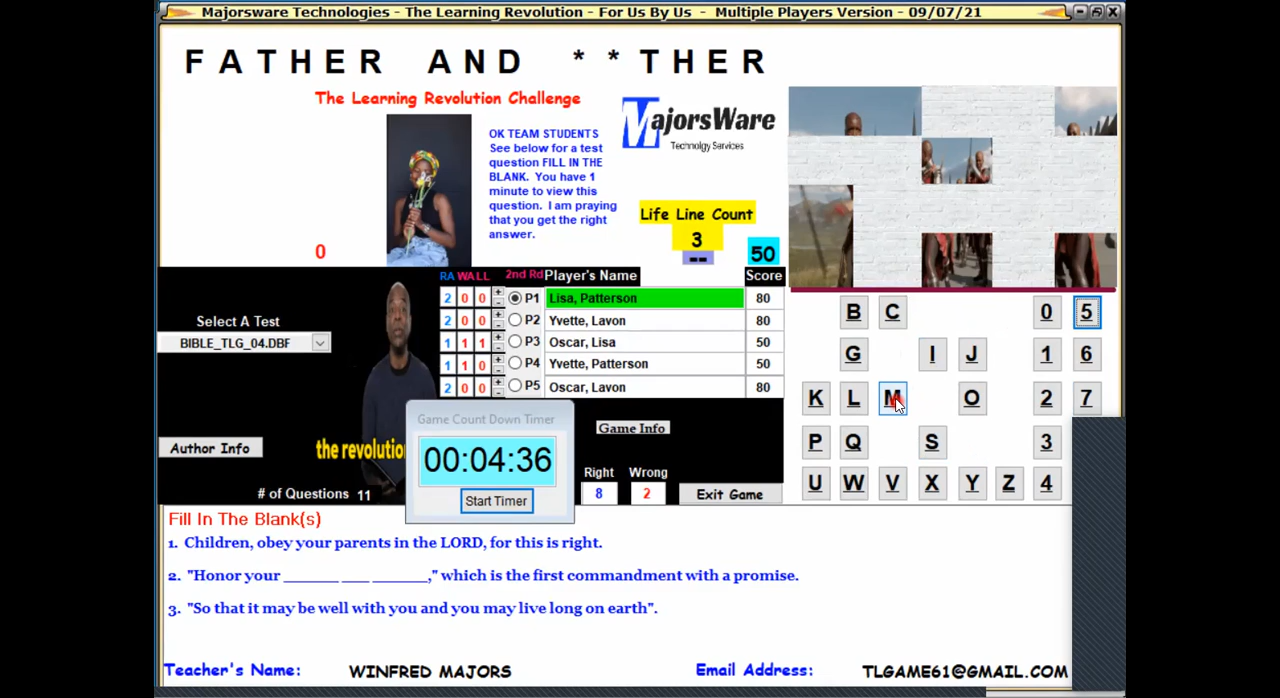 Majorsware Technologies - The Learning Revolution - For Us By Us - Multiple Players Version - 09/07/21
FATHER AND **THER
The Learning Revolution Challenge
MajorsWare
Technolgy Services
OK TEAM STUDENTS
See below for a test
question FILL IN THE
BLANK. You have 1
minute to view this
question. I am praying
that you get the right
answer.
Life Line Count
3
--
50
0
RA WA LL 2nd Rd Player's Name Score
2 0 0 + - P1 Lisa, Patterson 80
2 0 0 + - P2 Yvette, Lavon 80
1 1 1 + - P3 Oscar, Lisa 50
1 1 0 + - P4 Yvette, Patterson 50
2 0 0 + - P5 Oscar, Lavon 80
Select A Test
BIBLE_TLG_04.DBF
Author Info
the revolutio
# of Questions 11
Game Count Down Timer
00:04:36
Start Timer
Game Info
Right Wrong
8 2
Exit Game
B C 0 5
G I J 1 6
K L M O 2 7
P Q S 3
U W V X Y Z 4
Fill In The Blank(s)
1. Children, obey your parents in the LORD, for this is right.
2. "Honor your _______ ___ _______," which is the first commandment with a promise.
3. "So that it may be well with you and you may live long on earth".
Teacher's Name: WINFRED MAJORS Email Address: TLGAME61@GMAIL.COM